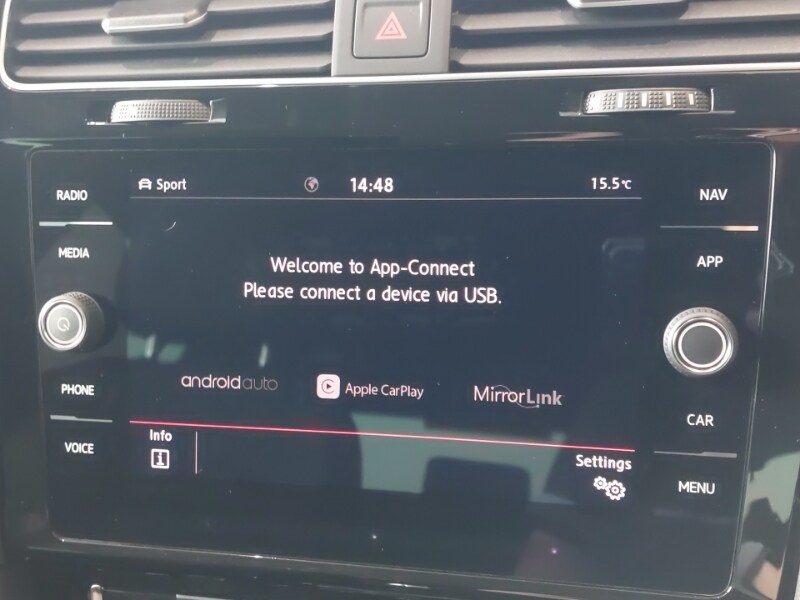 RADIO
MEDIA
PHONE
VOICE
Sport
14:48
15.5°C
Welcome to App-Connect
Please connect a device via USB.
androidauto
Apple CarPlay
MirrorLink
Info
Settings
NAV
APP
CAR
MENU